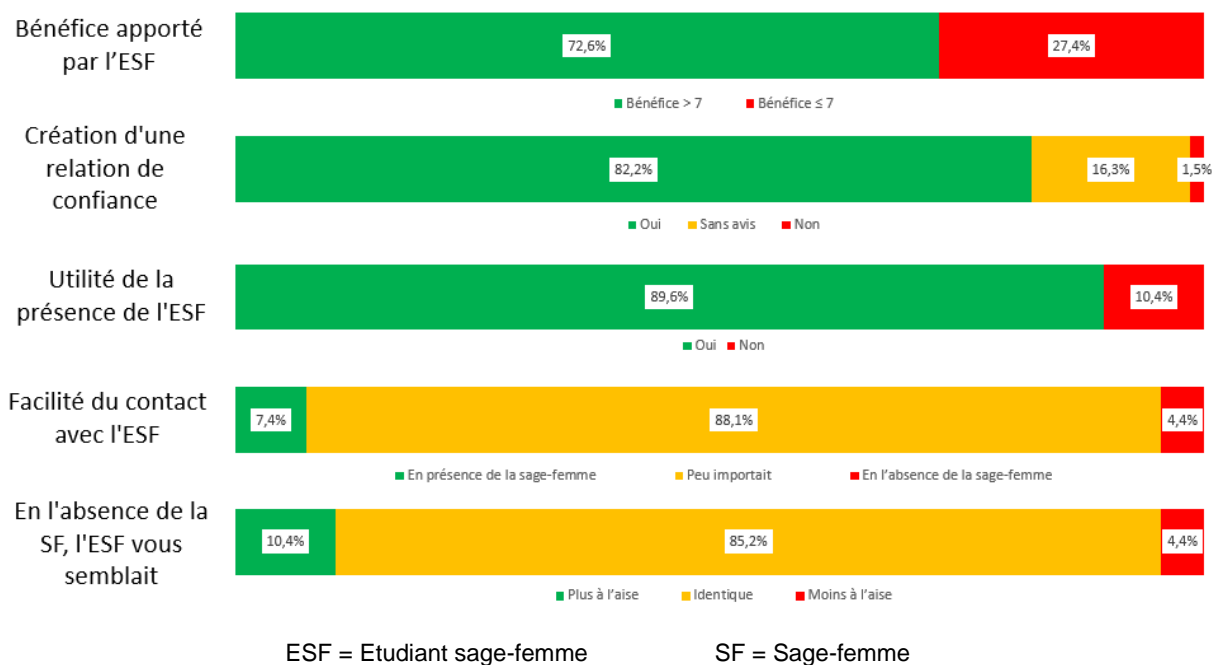 Bénéfice apporté
par l’ESF
72,6%
27,4%
Bénéfice > 7
Bénéfice ≤ 7
Création d'une
relation de
confiance
82,2%
16,3%
1,5%
Oui
Sans avis
Non
Utilité de la
présence de l'ESF
89,6%
10,4%
Oui
Non
Facilité du contact
avec l'ESF
7,4%
88,1%
4,4%
En présence de la sage-femme
Peu importait
En l’absence de la sage-femme
En l'absence de la
SF, l'ESF vous
semblait
10,4%
85,2%
4,4%
Plus à l’aise
Identique
Moins à l’aise
ESF = Etudiant sage-femme
SF = Sage-femme